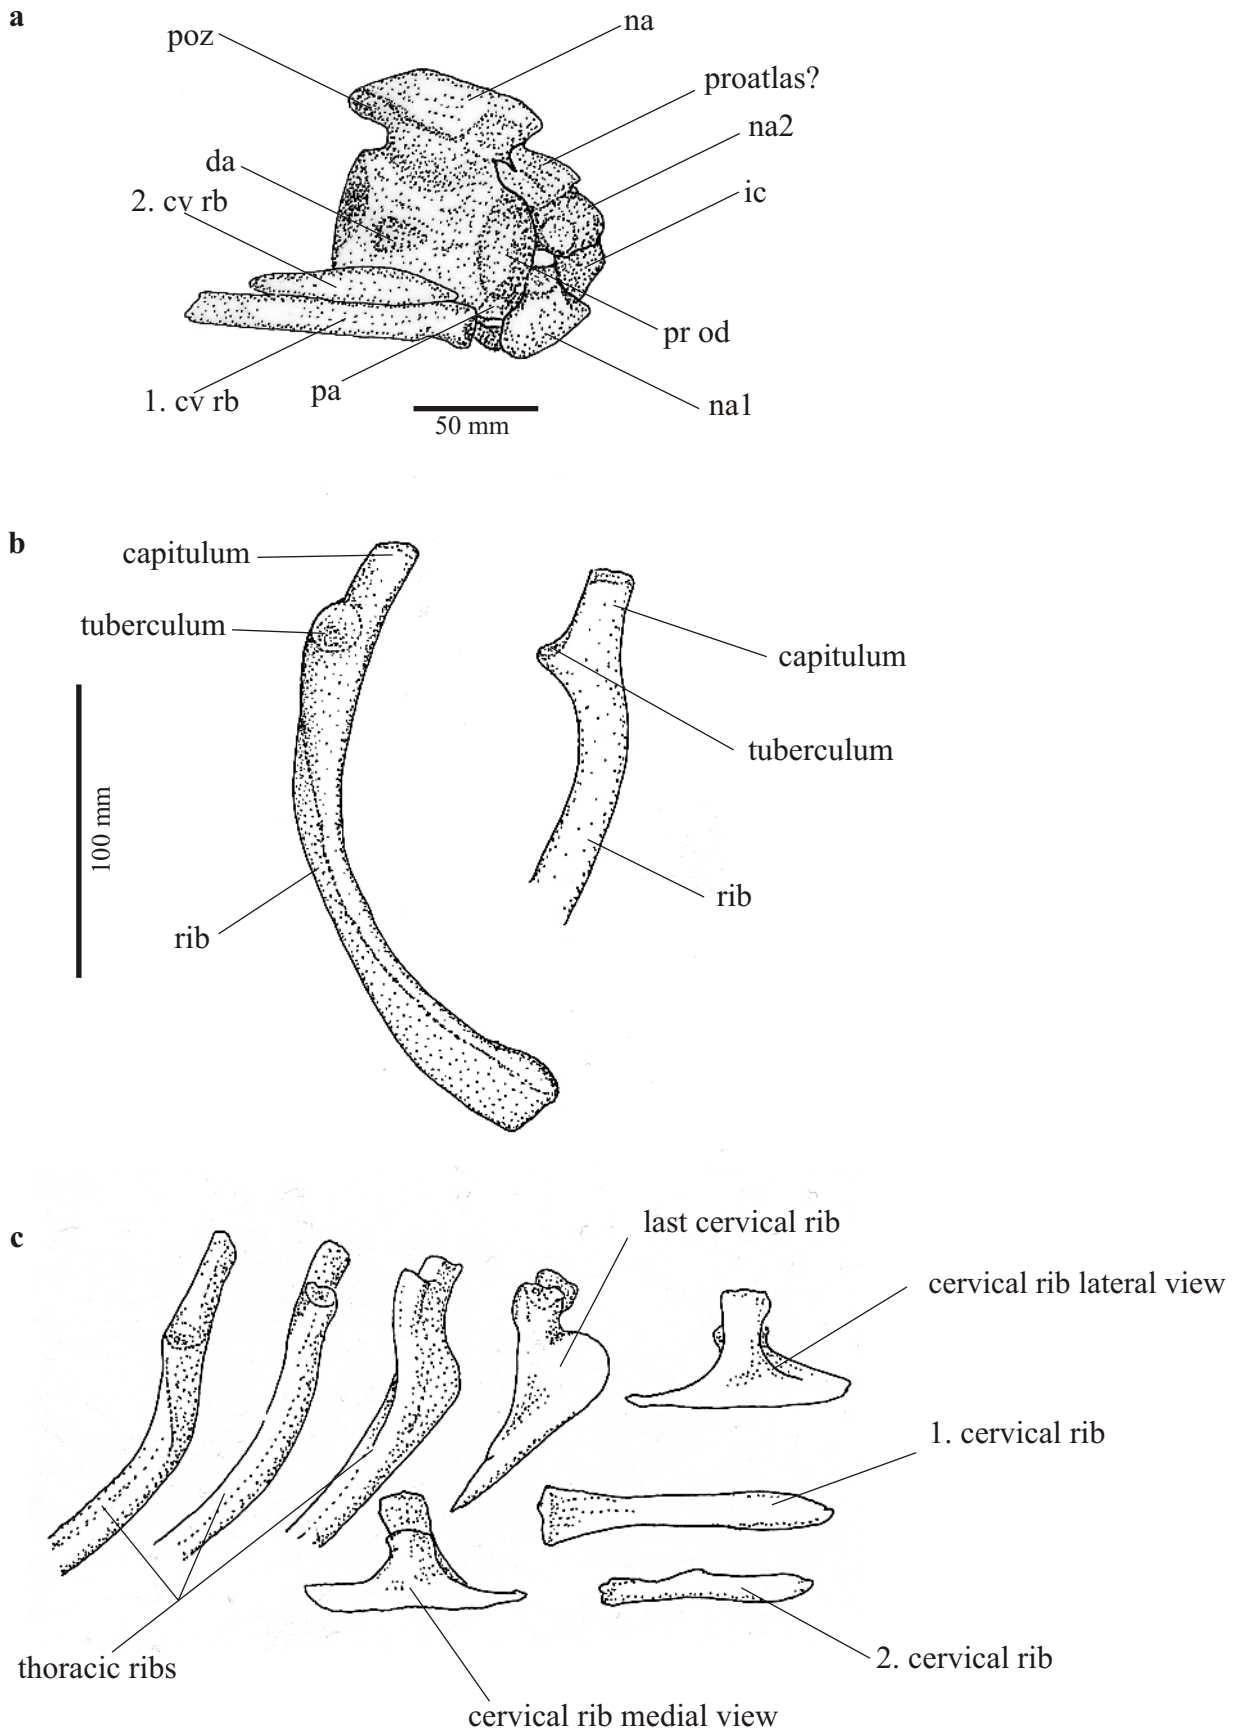 a
poz
na
proatlas?
na2
da
2. cv rb
ic
pr od
pa
1. cv rb
na1
50 mm
b
capitulum
tuberculum
capitulum
tuberculum
100 mm
rib
rib
c
last cervical rib
cervical rib lateral view
1. cervical rib
thoracic ribs
2. cervical rib
cervical rib medial view